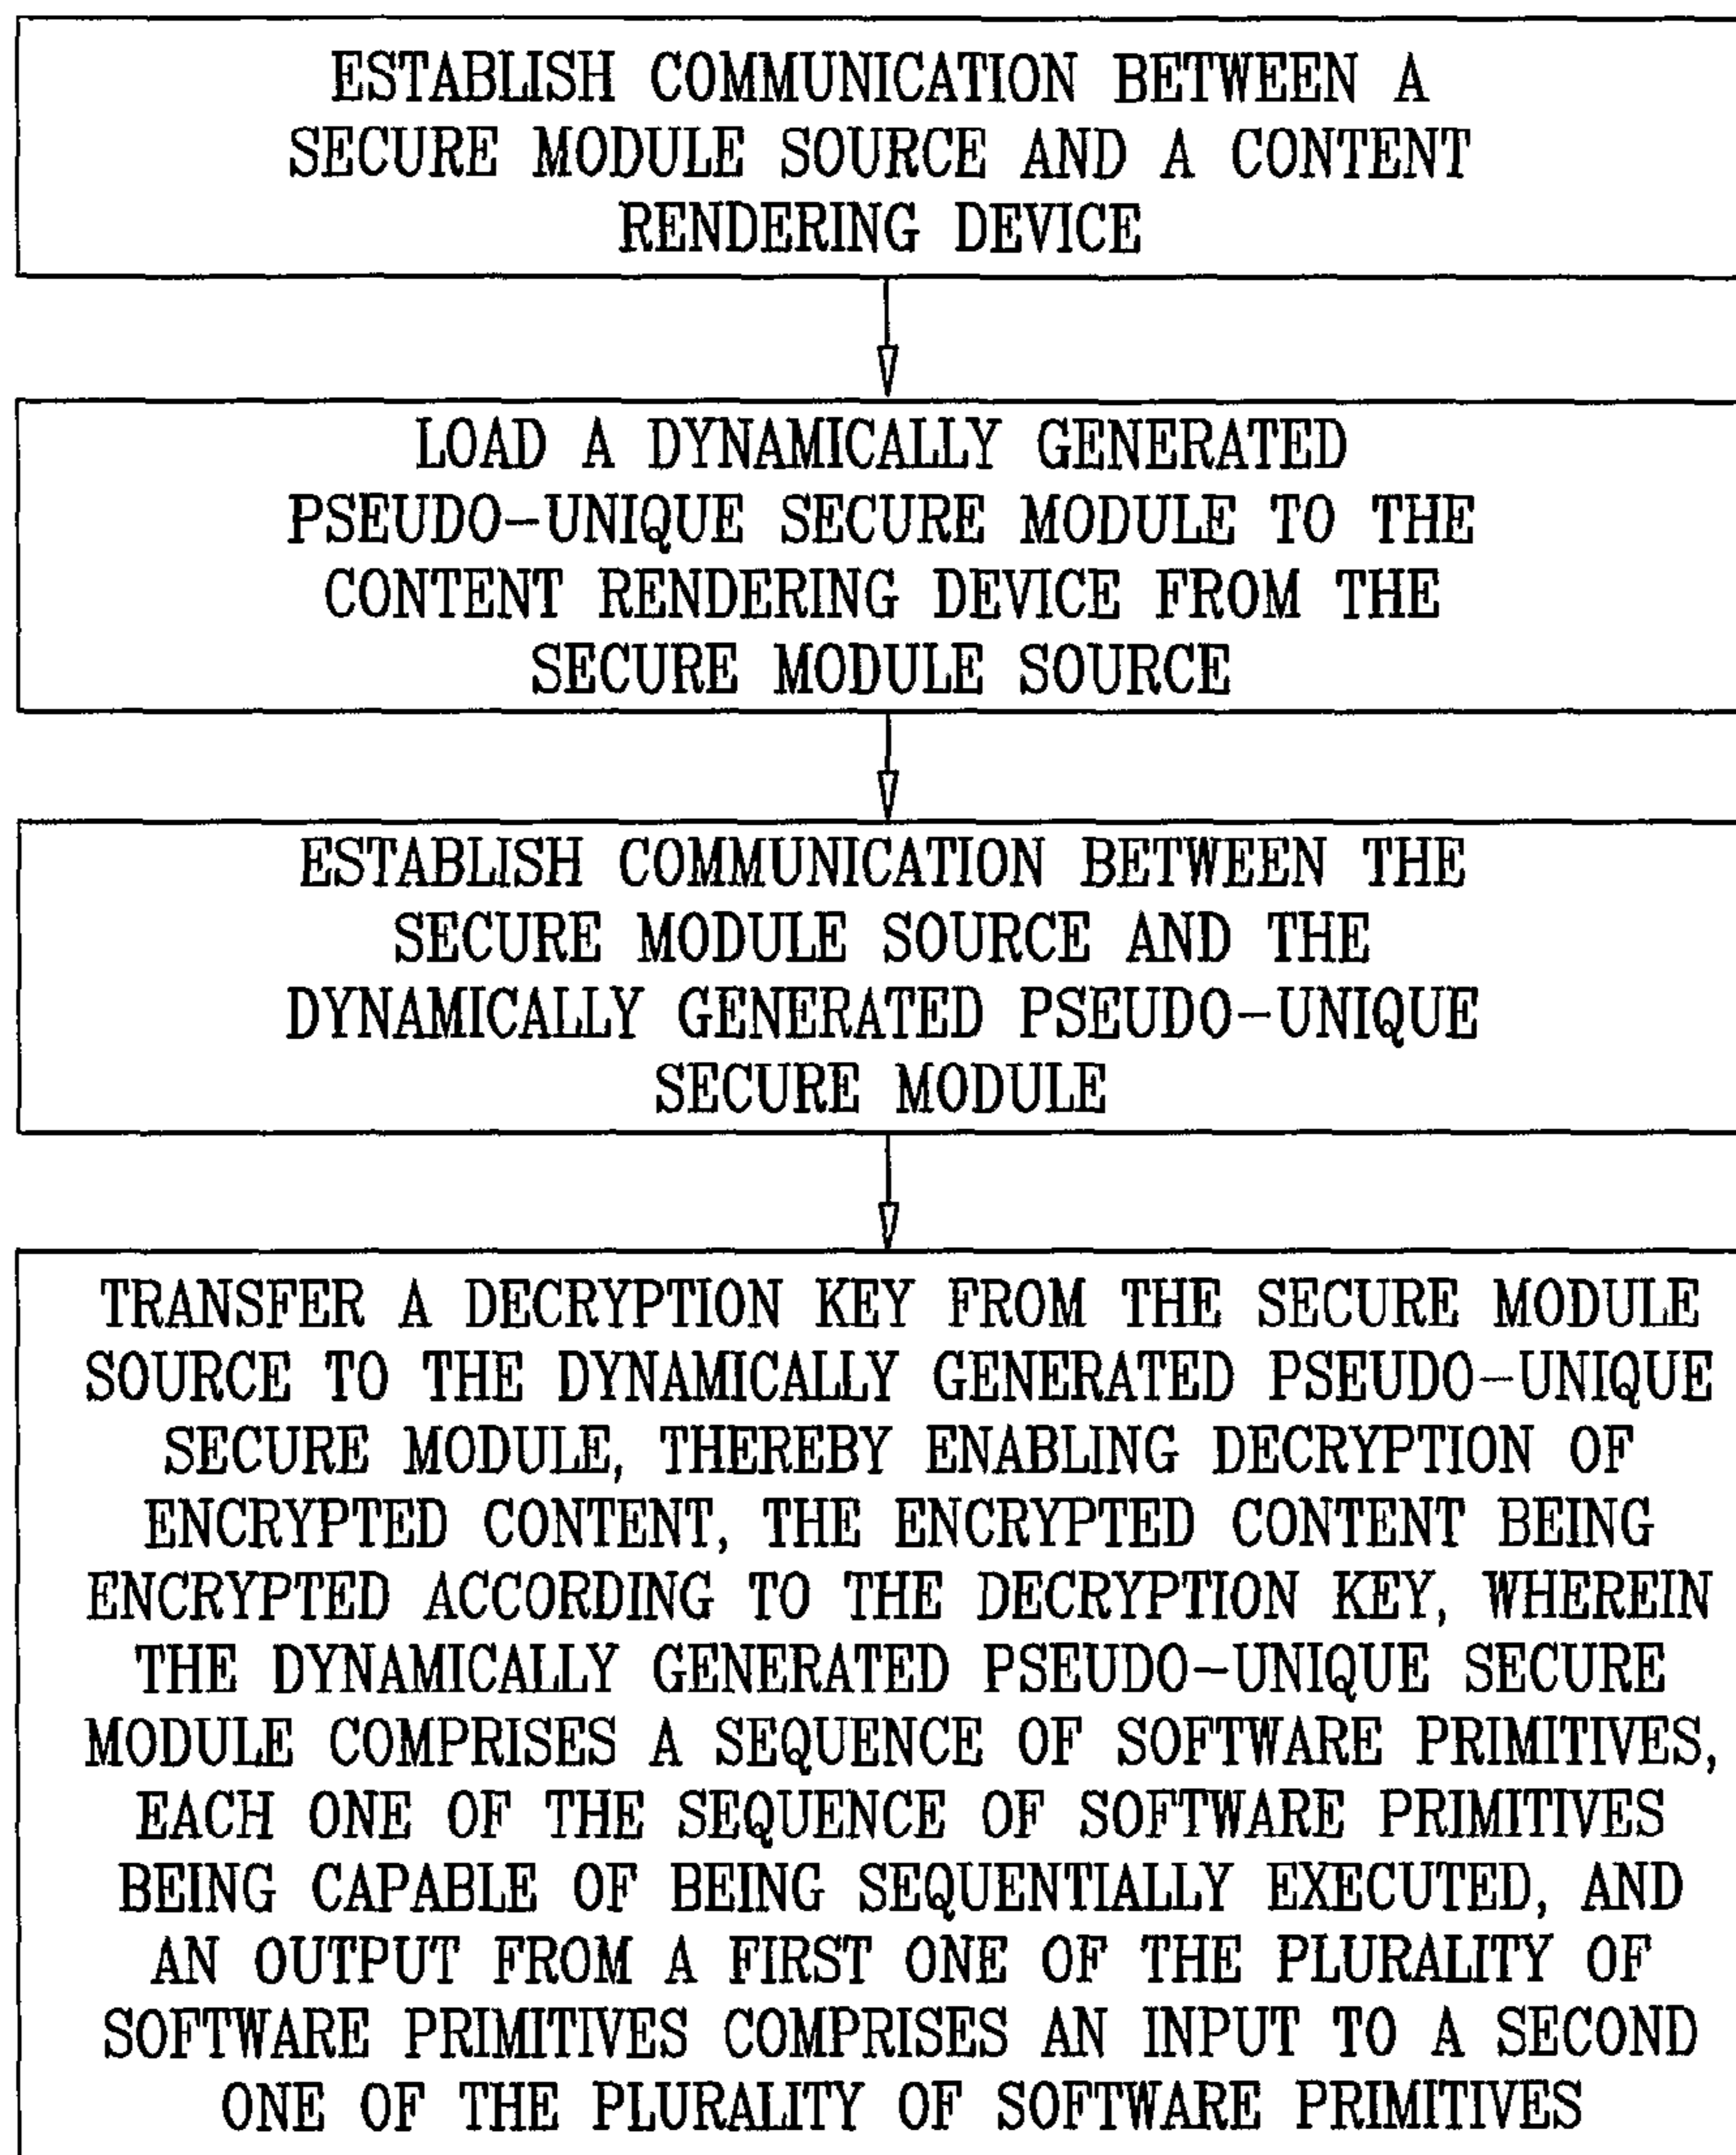 ESTABLISH COMMUNICATION BETWEEN A
SECURE MODULE SOURCE AND A CONTENT
RENDERING DEVICE
LOAD A DYNAMICALLY GENERATED
PSEUDO-UNIQUE SECURE MODULE TO THE
CONTENT RENDERING DEVICE FROM THE
SECURE MODULE SOURCE
ESTABLISH COMMUNICATION BETWEEN THE
SECURE MODULE SOURCE AND THE
DYNAMICALLY GENERATED PSEUDO-UNIQUE
SECURE MODULE
TRANSFER A DECRYPTION KEY FROM THE SECURE MODULE
SOURCE TO THE DYNAMICALLY GENERATED PSEUDO-UNIQUE
SECURE MODULE, THEREBY ENABLING DECRYPTION OF
ENCRYPTED CONTENT, THE ENCRYPTED CONTENT BEING
ENCRYPTED ACCORDING TO THE DECRYPTION KEY, WHEREIN
THE DYNAMICALLY GENERATED PSEUDO-UNIQUE SECURE
MODULE COMPRISES A SEQUENCE OF SOFTWARE PRIMITIVES,
EACH ONE OF THE SEQUENCE OF SOFTWARE PRIMITIVES
BEING CAPABLE OF BEING SEQUENTIALLY EXECUTED, AND
AN OUTPUT FROM A FIRST ONE OF THE PLURALITY OF
SOFTWARE PRIMITIVES COMPRISES AN INPUT TO A SECOND
ONE OF THE PLURALITY OF SOFTWARE PRIMITIVES